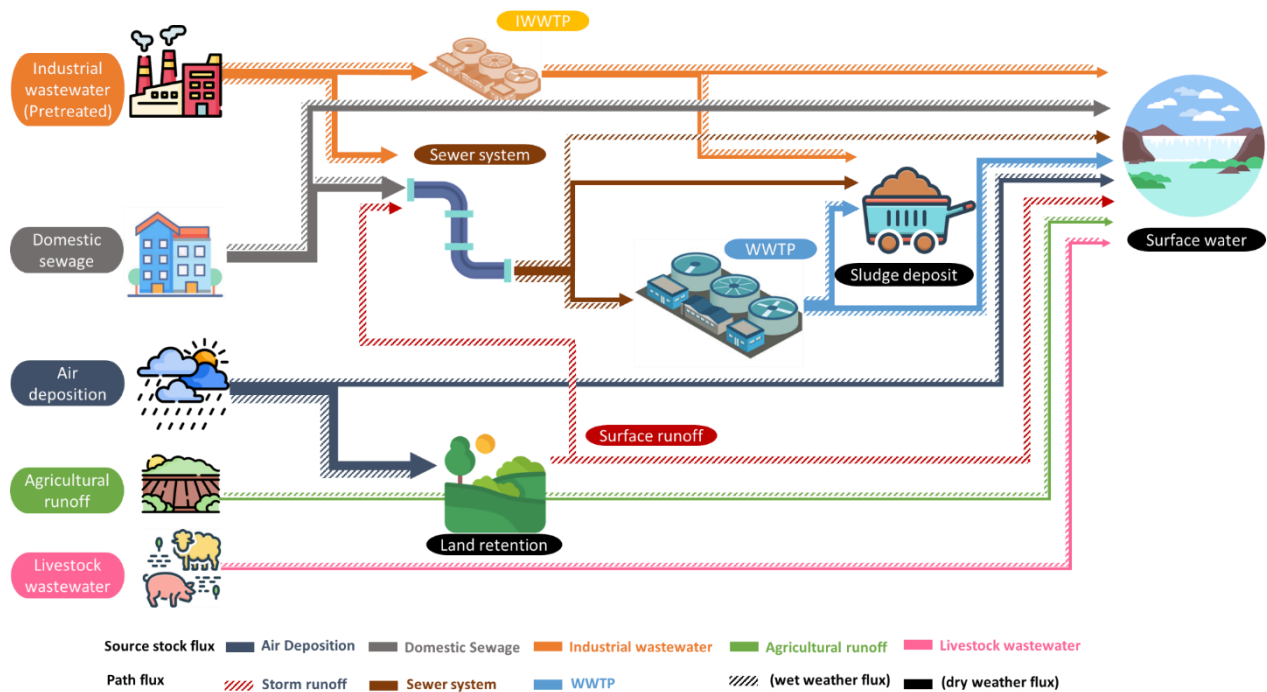 IWWTP
Industrial
wastewater
(Pretreated)
Sewer system
Domestic
sewage
WWTP
Surface water
Sludge deposit
Air
deposition
Surface runoff
Agricultural
runoff
Land retention
Livestock
wastewater
Source stock flux Air Deposition Domestic Sewage Industrial wastewater Agricultural runoff Livestock wastewater
Path flux Storm runoff Sewer system WWTP (wet weather flux) (dry weather flux)